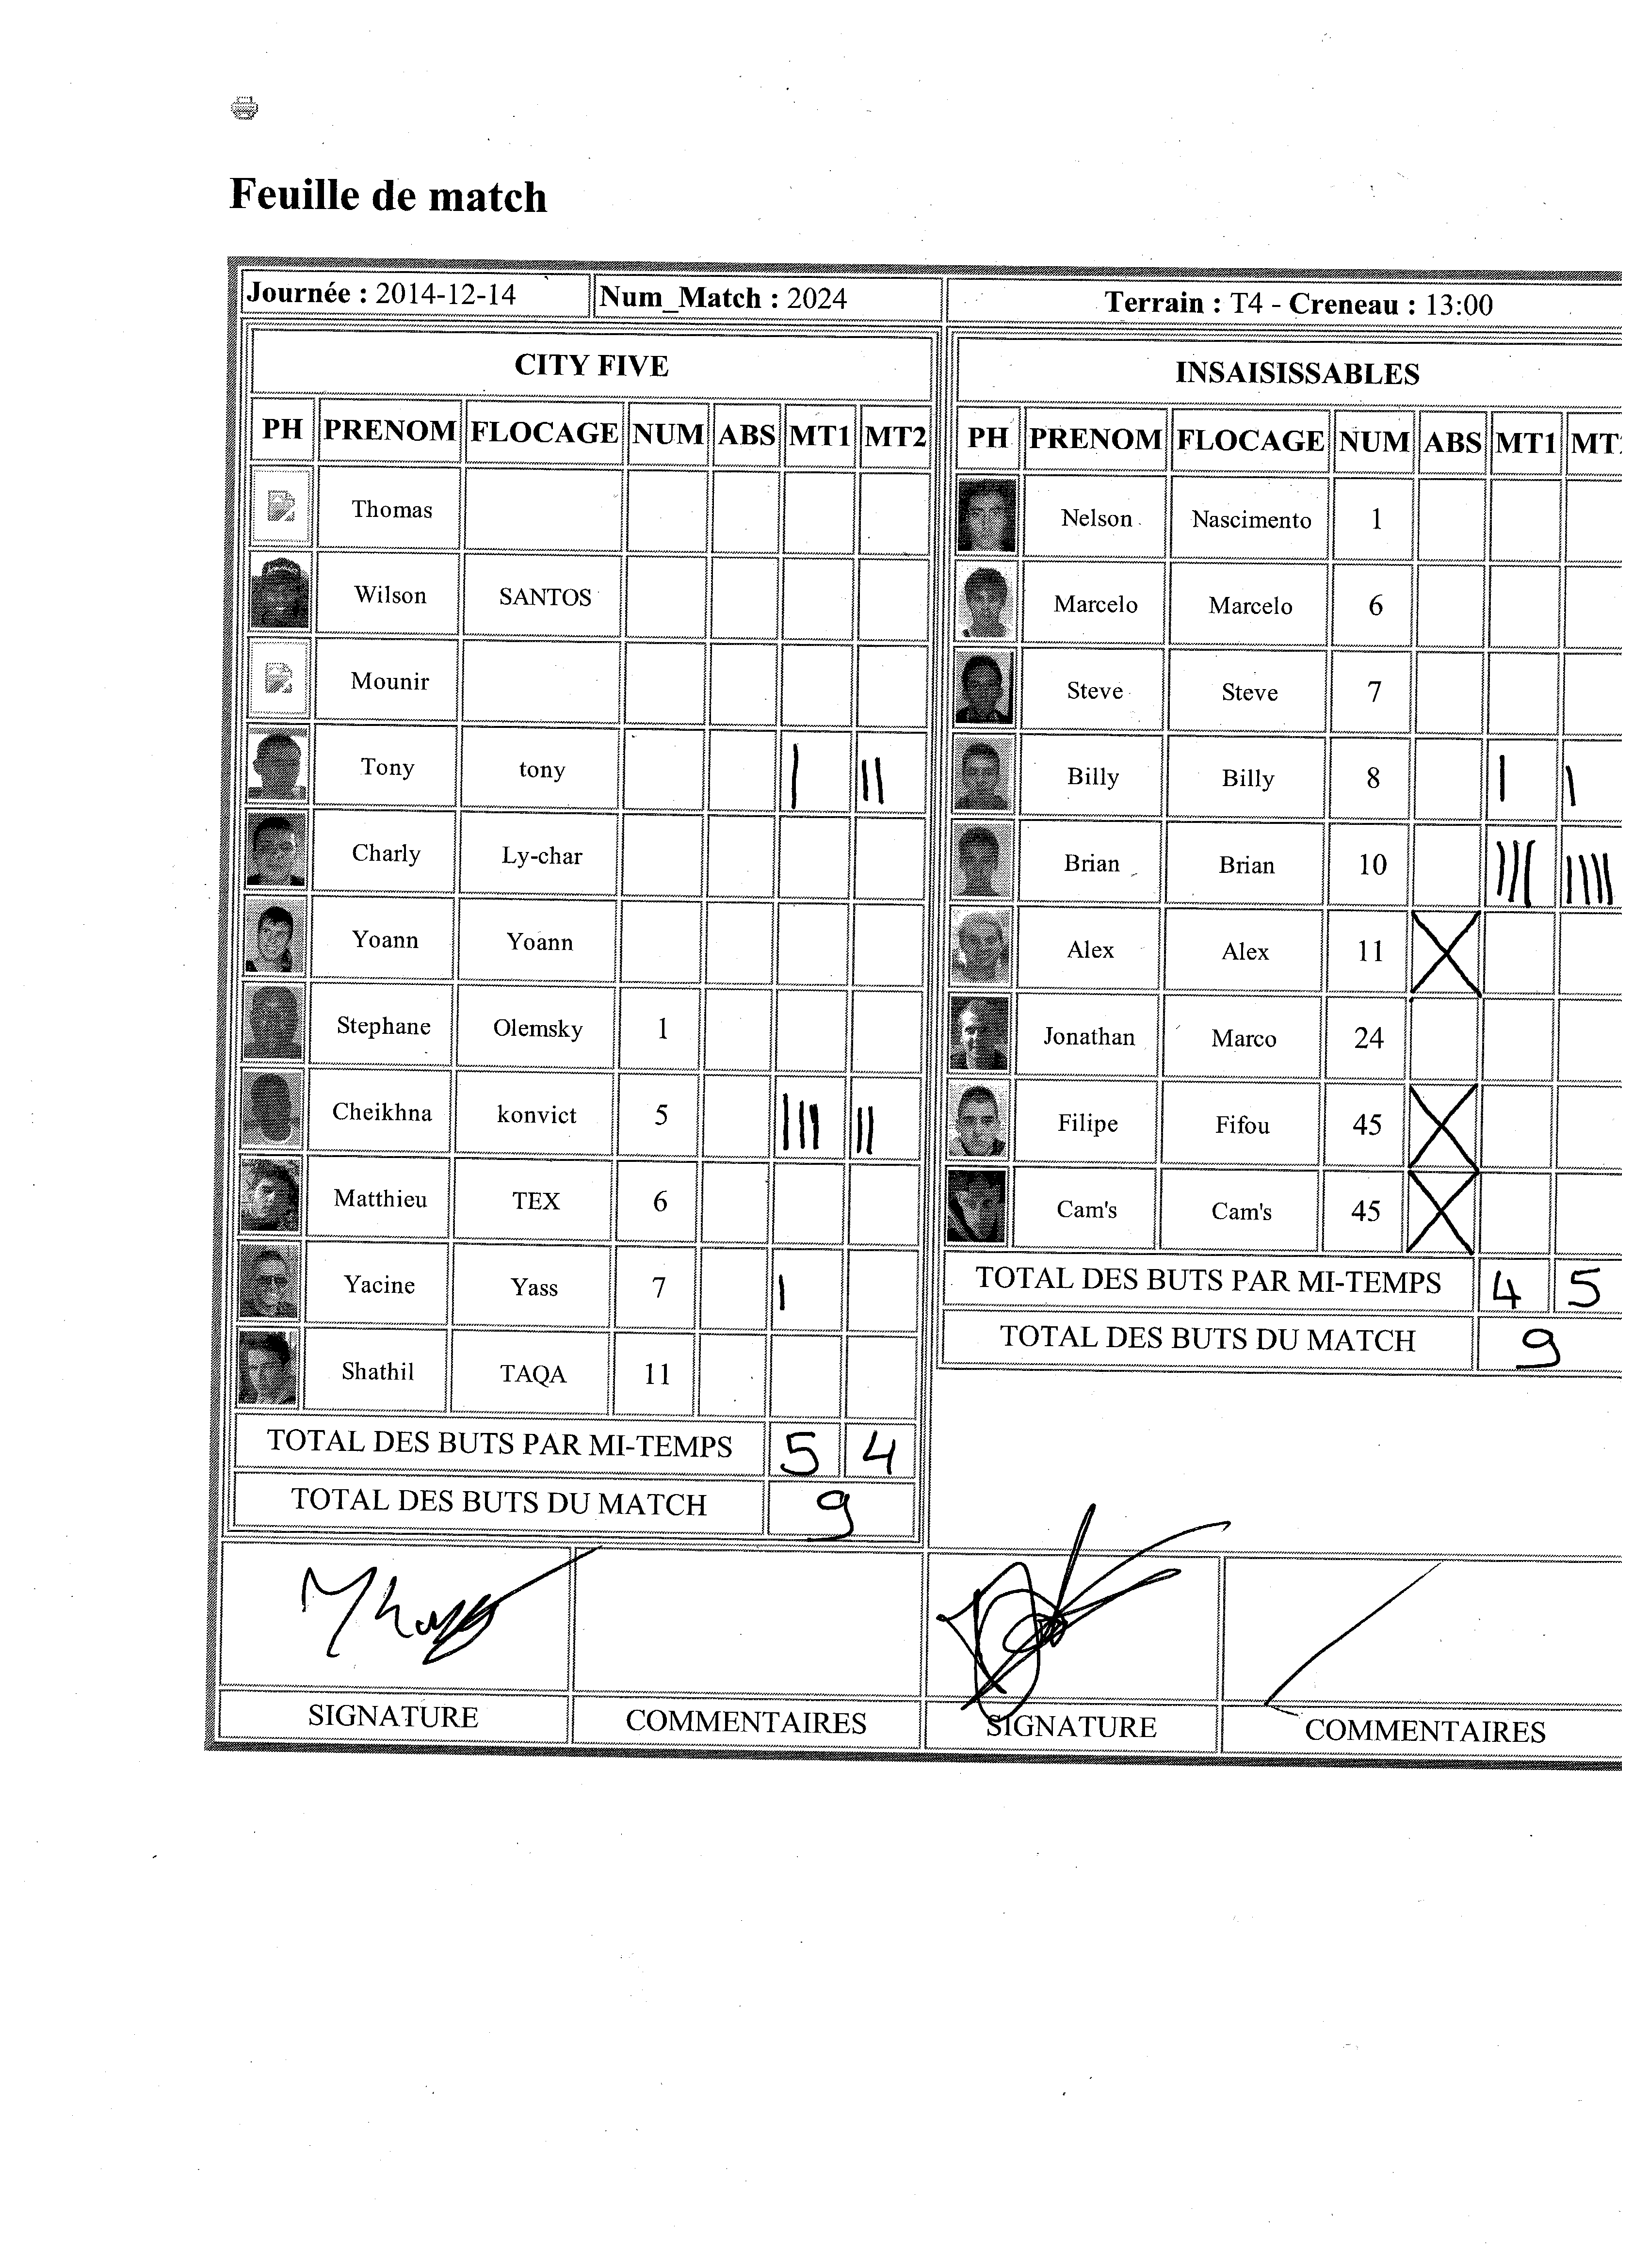 Feuille de match
Journée : 2014-12-14 Num_Match : 2024 Terrain : T4 - Creneau : 13:00
CITY FIVE
PH PRENOM FLOCAGE NUM ABS MT1 MT2
Thomas
Wilson SANTOS
Mounir
Tony tony | ||
Charly Ly-char
Yoann Yoann
Stephane Olemsky 1
Cheikhna konvict 5 ||| ||
Matthieu TEX 6
Yacine Yass 7 |
Shathil TAQA 11
TOTAL DES BUTS PAR MI-TEMPS 5 4
TOTAL DES BUTS DU MATCH 9
SIGNATURE COMMENTAIRES
INSAISISSABLES
PH PRENOM FLOCAGE NUM ABS MT1 MT
Nelson Nascimento 1
Marcelo Marcelo 6
Steve Steve 7
Billy Billy 8 | |
Brian Brian 10 ||| ||||
Alex Alex 11 X
Jonathan Marco 24
Filipe Fifou 45 X
Cam's Cam's 45 X
TOTAL DES BUTS PAR MI-TEMPS 4 5
TOTAL DES BUTS DU MATCH 9
SIGNATURE COMMENTAIRES